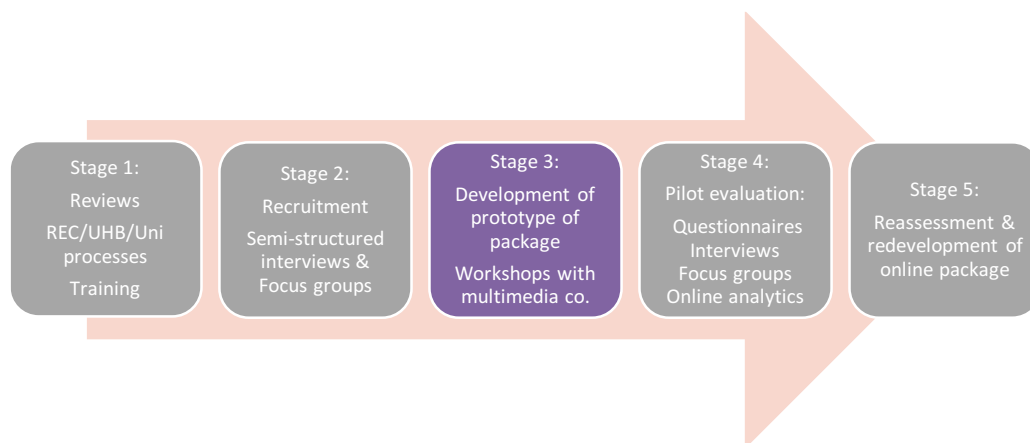 Stage 1:
Reviews
REC/UHB/Uni
processes
Training
Stage 2:
Recruitment
Semi-structured
interviews &
Focus groups
Stage 3:
Development of
prototype of
package
Workshops with
multimedia co.
Stage 4:
Pilot evaluation:
Questionnaires
Interviews
Focus groups
Online analytics
Stage 5:
Reassessment &
redevelopment of
online package